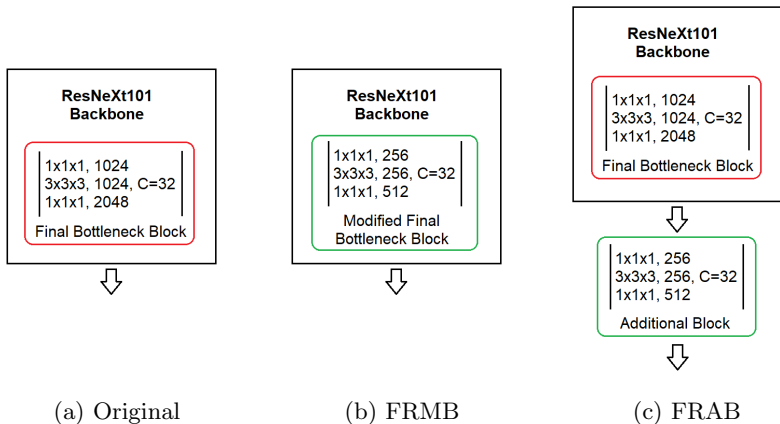 ResNeXt101
Backbone
1x1x1, 1024
3x3x3, 1024, C=32
1x1x1, 2048
Final Bottleneck Block
(a) Original
ResNeXt101
Backbone
1x1x1, 256
3x3x3, 256, C=32
1x1x1, 512
Modified Final
Bottleneck Block
(b) FRMB
ResNeXt101
Backbone
1x1x1, 1024
3x3x3, 1024, C=32
1x1x1, 2048
Final Bottleneck Block
1x1x1, 256
3x3x3, 256, C=32
1x1x1, 512
Additional Block
(c) FRAB